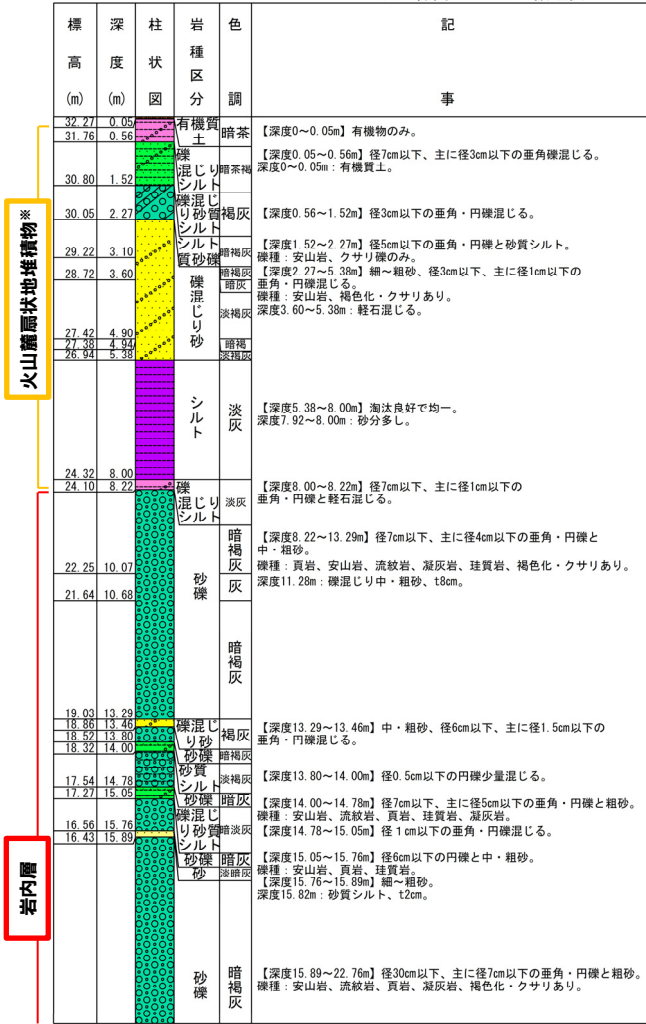 標高(m) 深度(m) 柱状図 岩種区分 色調 記事
火山麓扇状地堆積物※
岩内層
32.27 0.05
31.76 0.56
30.80 1.52
30.05 2.27
29.22 3.10
28.72 3.60
27.42 4.90
27.38 4.94
26.94 5.38
24.32 8.00
24.10 8.22
22.25 10.07
21.64 10.68
19.03 13.29
18.86 13.46
18.52 13.80
18.32 14.00
17.54 14.78
17.27 15.05
16.56 15.76
16.43 15.89
有機質土
礫混じりシルト
礫混じり砂質シルト
シルト質砂礫
礫混じり砂
シルト
礫混じりシルト
砂礫
礫混じり砂
砂礫
砂質シルト
砂礫
礫混じり砂質シルト
砂礫
砂
砂礫
暗茶
暗茶褐
褐灰
暗褐灰
暗褐灰
暗灰
淡褐灰
暗褐
淡褐灰
淡灰
淡灰
暗褐灰
灰
暗褐灰
褐灰
暗褐灰
淡褐灰
暗灰
暗淡灰
暗灰
淡暗灰
暗褐灰
【深度0～0.05m】有機物のみ。
【深度0.05～0.56m】径7cm以下、主に径3cm以下の亜角礫混じる。
深度0～0.05m：有機質土。
【深度0.56～1.52m】径3cm以下の亜角・円礫混じる。
【深度1.52～2.27m】径5cm以下の亜角・円礫と砂質シルト。
礫種：安山岩、クサリ礫のみ。
【深度2.27～5.38m】細～粗砂、径3cm以下、主に径1cm以下の
亜角・円礫混じる。
礫種：安山岩、褐色化・クサリあり。
深度3.60～5.38m：軽石混じる。
【深度5.38～8.00m】淘汰良好で均一。
深度7.92～8.00m：砂分多し。
【深度8.00～8.22m】径7cm以下、主に径1cm以下の
亜角・円礫と軽石混じる。
【深度8.22～13.29m】径7cm以下、主に径4cm以下の亜角・円礫と
中・粗砂。
礫種：頁岩、安山岩、流紋岩、凝灰岩、珪質岩、褐色化・クサリあり。
深度11.28m：礫混じり中・粗砂、t8cm。
【深度13.29～13.46m】中・粗砂、径6cm以下、主に径1.5cm以下の
亜角・円礫混じる。
【深度13.80～14.00m】径0.5cm以下の円礫少量混じる。
【深度14.00～14.78m】径7cm以下、主に径5cm以下の亜角・円礫と粗砂。
礫種：安山岩、流紋岩、頁岩、珪質岩、凝灰岩。
【深度14.78～15.05m】径１cm以下の亜角・円礫混じる。
【深度15.05～15.76m】径6cm以下の円礫と中・粗砂。
礫種：安山岩、頁岩、珪質岩。
【深度15.76～15.89m】細～粗砂。
深度15.82m：砂質シルト、t2cm。
【深度15.89～22.76m】径30cm以下、主に径7cm以下の亜角・円礫と粗砂。
礫種：安山岩、流紋岩、頁岩、凝灰岩、褐色化・クサリあり。